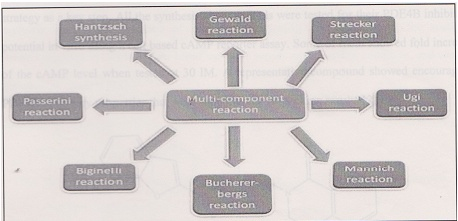 Hantzsch
synthesis
Gewald
reaction
Strecker
reaction
Passerini
reaction
Multi-component
reaction
Ugi
reaction
Biginelli
reaction
Bucherer-
bergs
reaction
Mannich
reaction